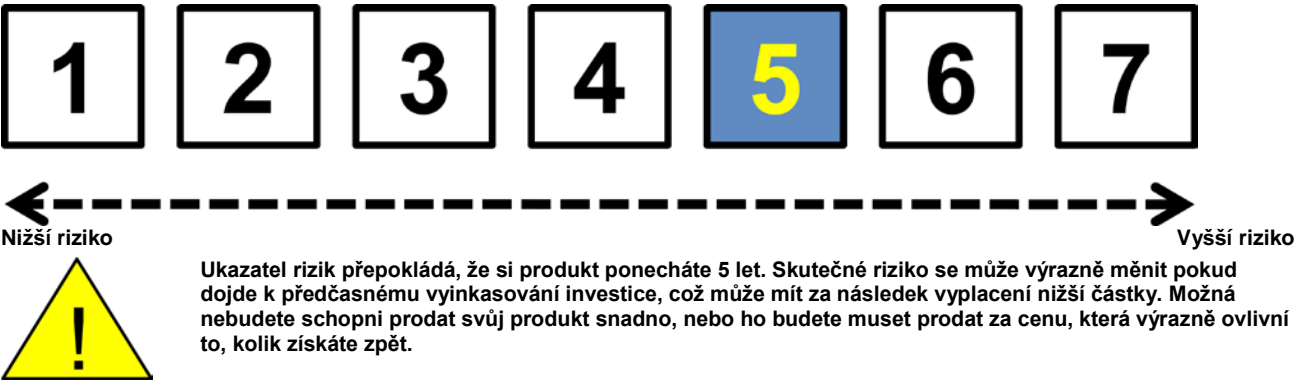 1 2 3 4 5 6 7
Nižší riziko Vyšší riziko
!
Ukazatel rizik přepokládá, že si produkt ponecháte 5 let. Skutečné riziko se může výrazně měnit pokud
dojde k předčasnému vyinkasování investice, což může mít za následek vyplacení nižší částky. Možná
nebudete schopni prodat svůj produkt snadno, nebo ho budete muset prodat za cenu, která výrazně ovlivní
to, kolik získáte zpět.